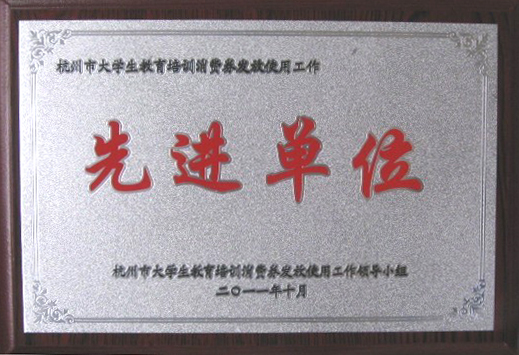 杭州市大学生教育培训消费券发放使用工作
先进单位
杭州市大学生教育培训消费券发放使用工作领导小组
二〇一一年十月